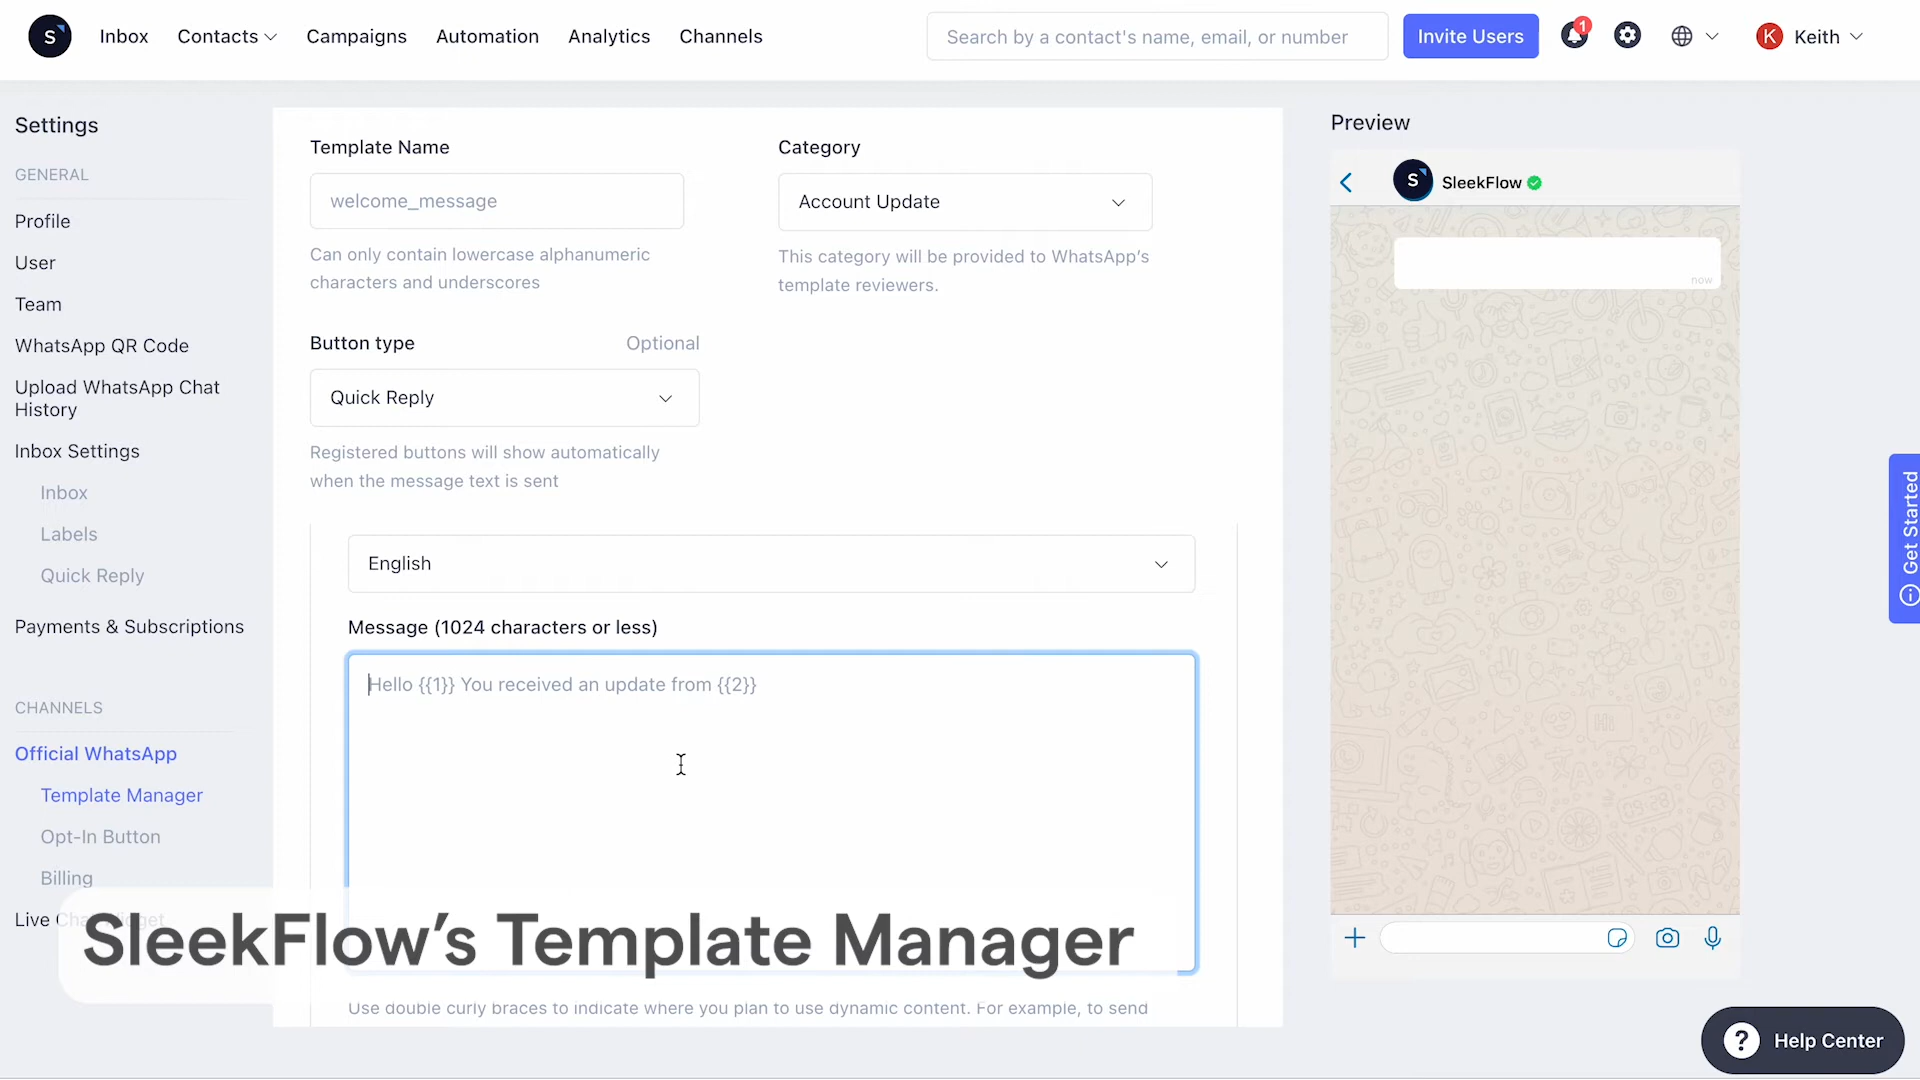 S
Inbox
Contacts
Campaigns
Automation
Analytics
Channels
Search by a contact's name, email, or number
Invite Users
1
K
Keith
Settings
GENERAL
Profile
User
Team
WhatsApp QR Code
Upload WhatsApp Chat
History
Inbox Settings
Inbox
Labels
Quick Reply
Payments & Subscriptions
CHANNELS
Official WhatsApp
Template Manager
Opt-In Button
Billing
Live Chat Widget
Template Name
welcome_message
Can only contain lowercase alphanumeric
characters and underscores
Category
Account Update
This category will be provided to WhatsApp's
template reviewers.
Button type
Optional
Quick Reply
Registered buttons will show automatically
when the message text is sent
English
Message (1024 characters or less)
Hello {{1}} You received an update from {{2}}
SleekFlow's Template Manager
Use double curly braces to indicate where you plan to use dynamic content. For example, to send
Preview
S
SleekFlow
now
Hi
09:28
Get Started
? Help Center